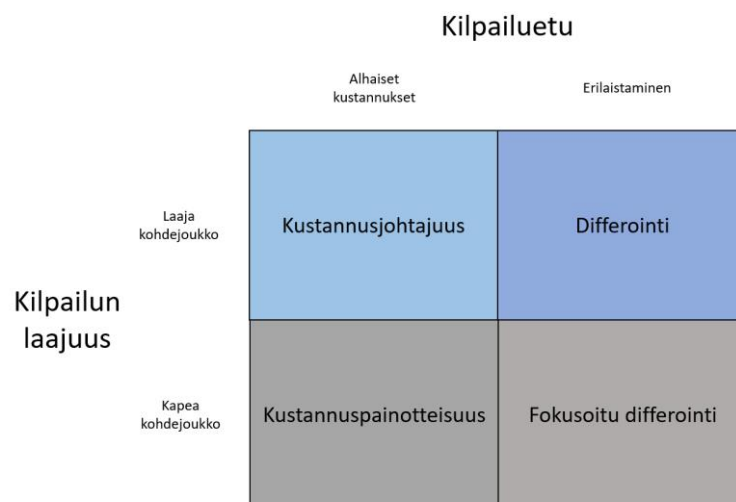 Kilpailuetu
Alhaiset
kustannukset
Erilaistaminen
Laaja
kohdejoukko
Kustannusjohtajuus
Differointi
Kilpailun
laajuus
Kapea
kohdejoukko
Kustannuspainotteisuus
Fokusoitu differointi